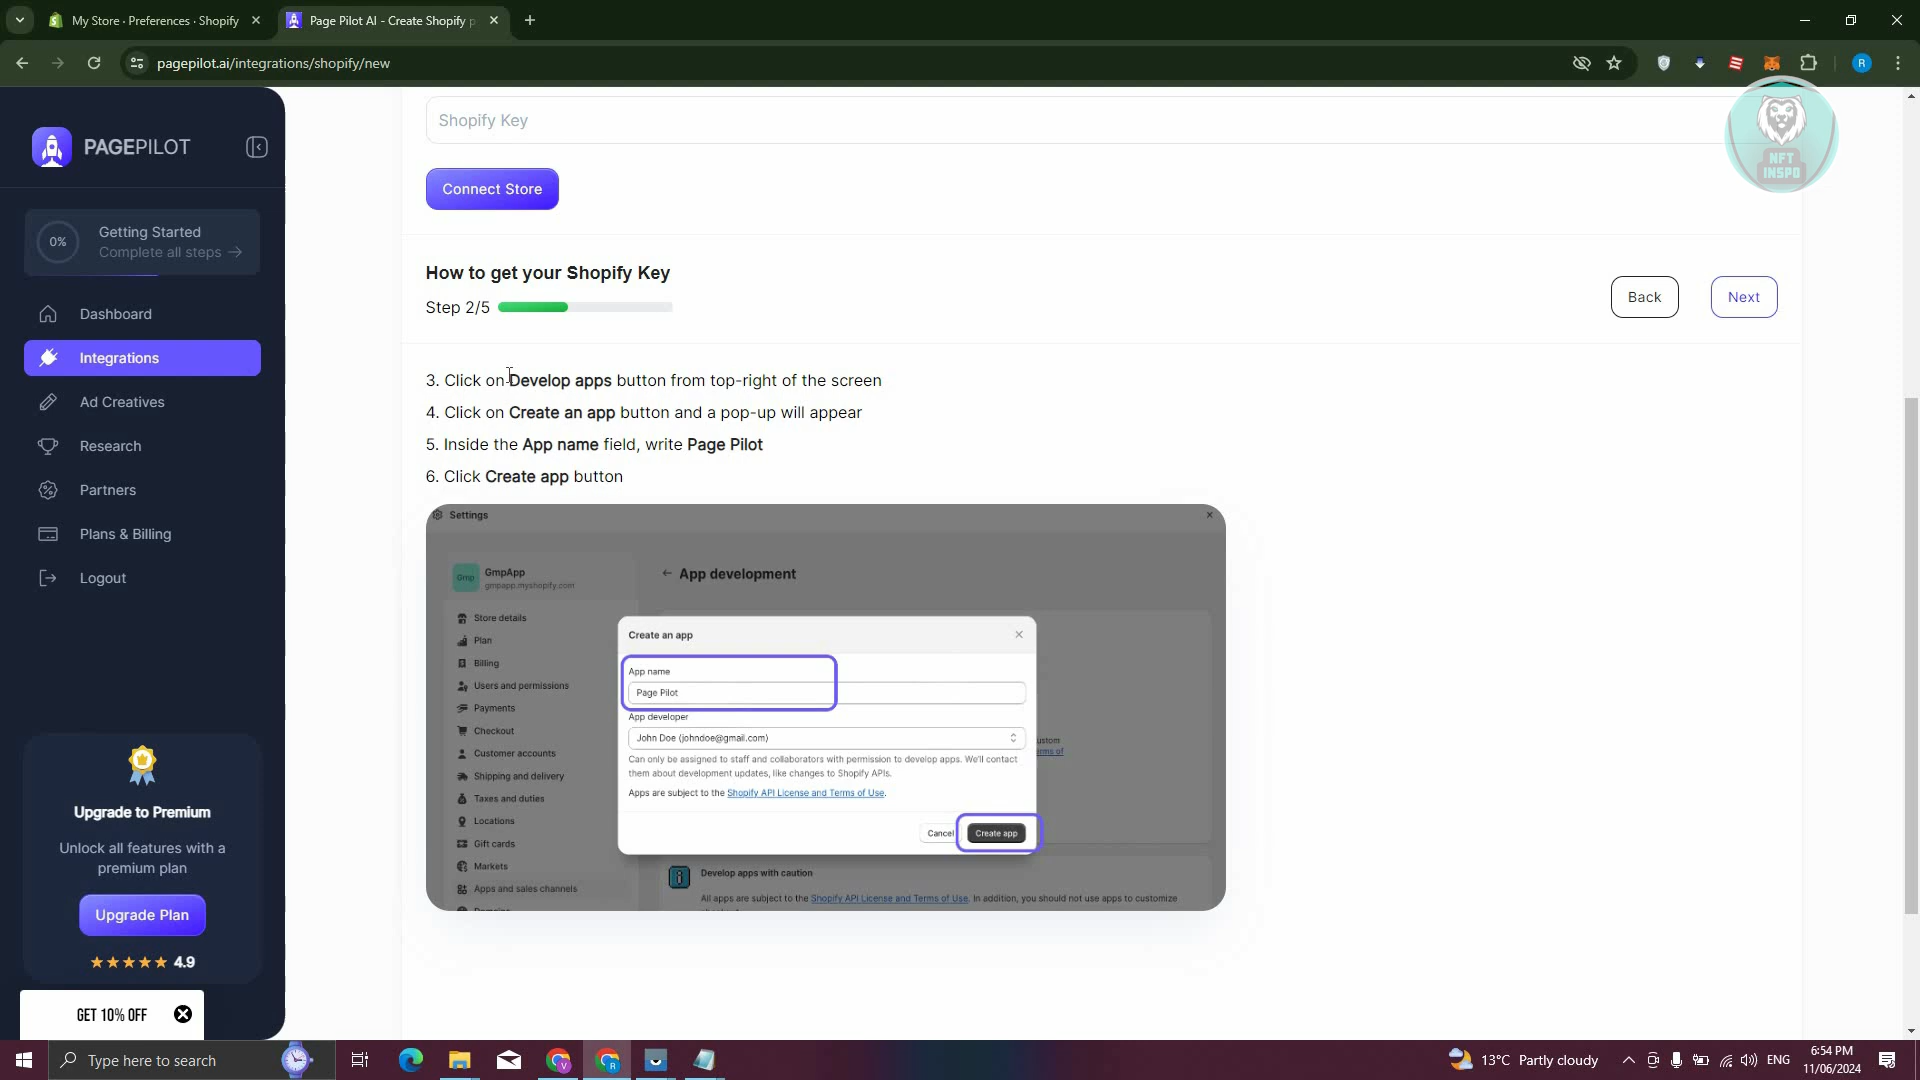 My Store · Preferences · Shopify
Page Pilot AI - Create Shopify p
pagepilot.ai/integrations/shopify/new
R
PAGEPILOT
0%
Getting Started
Complete all steps →
Dashboard
Integrations
Ad Creatives
Research
Partners
Plans & Billing
Logout
Upgrade to Premium
Unlock all features with a
premium plan
Upgrade Plan
★★★★★ 4.9
GET 10% OFF
Shopify Key
NFT
INSPO
Connect Store
How to get your Shopify Key
Step 2/5
Back
Next
3. Click on Develop apps button from top-right of the screen
4. Click on Create an app button and a pop-up will appear
5. Inside the App name field, write Page Pilot
6. Click Create app button
Settings
Gmp
GmpApp
gmpapp.myshopify.com
Store details
Plan
Billing
Users and permissions
Payments
Checkout
Customer accounts
Shipping and delivery
Taxes and duties
Locations
Gift cards
Markets
Apps and sales channels
← App development
Create an app
App name
Page Pilot
App developer
John Doe (johndoe@gmail.com)
Can only be assigned to staff and collaborators with permission to develop apps. We'll contact
them about development updates, like changes to Shopify APIs.
Apps are subject to the Shopify API License and Terms of Use.
Cancel
Create app
Develop apps with caution
All apps are subject to the Shopify API License and Terms of Use. In addition, you should not use apps to customize
Type here to search
13°C Partly cloudy
ENG
6:54 PM
11/06/2024